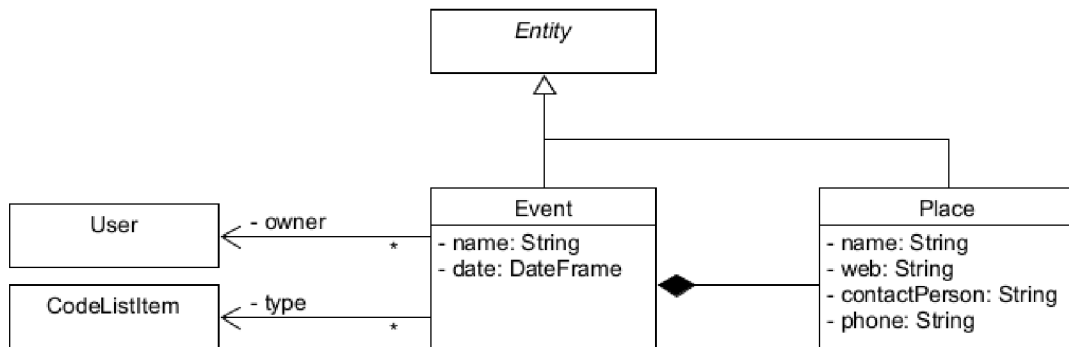 Entity
User
- owner
*
CodeListItem
- type
*
Event
- name: String
- date: DateFrame
Place
- name: String
- web: String
- contactPerson: String
- phone: String